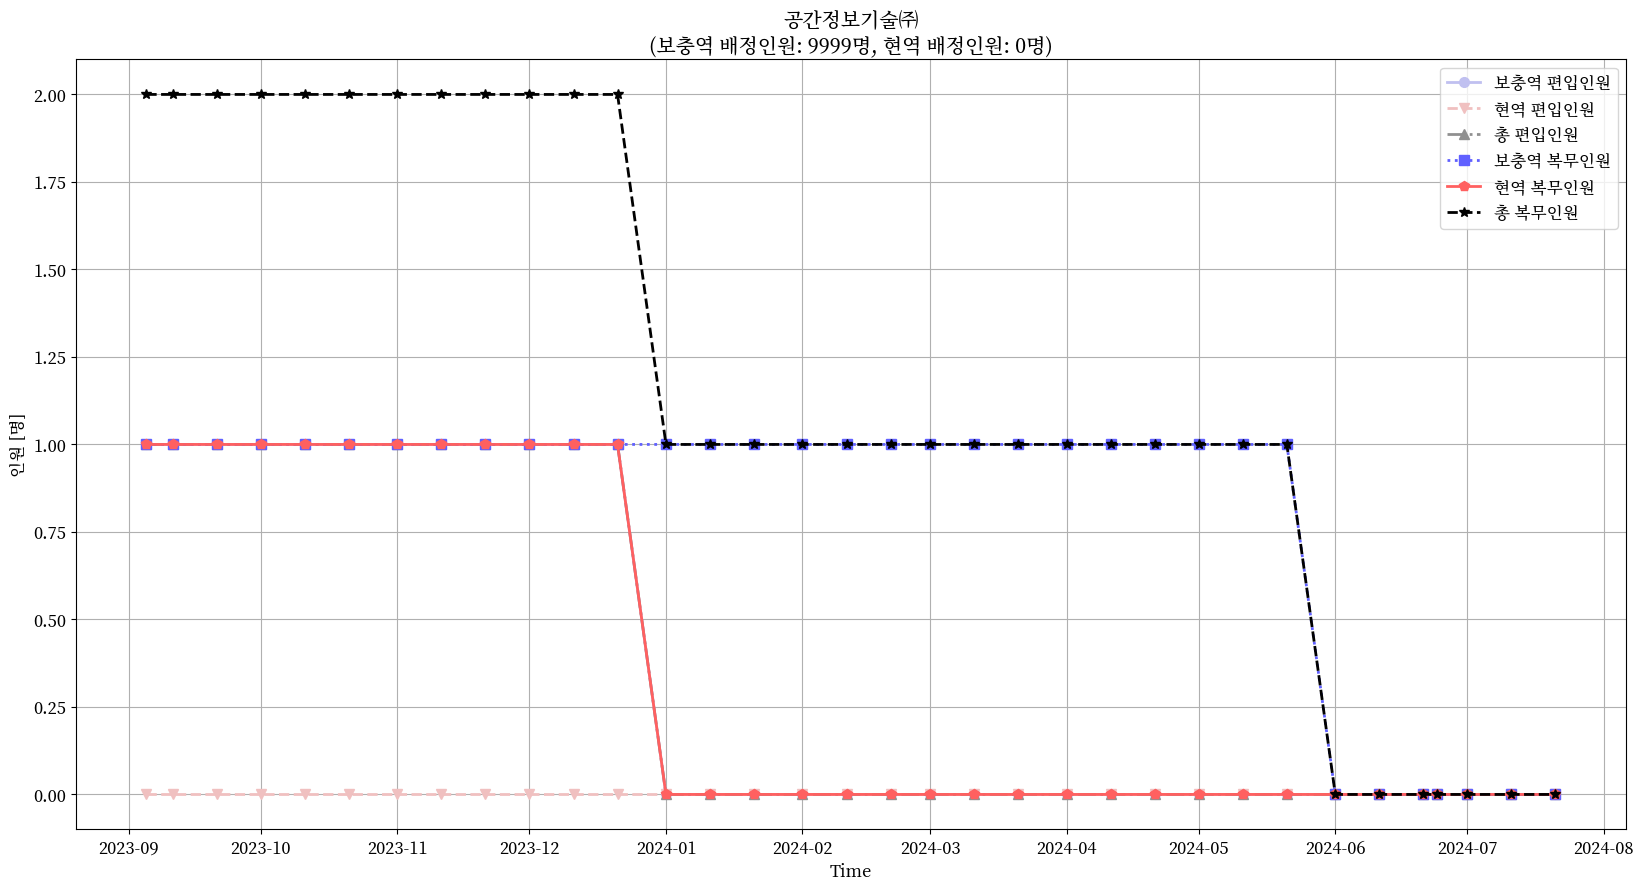 공간정보기술㈜
(보충역 배정인원: 9999명, 현역 배정인원: 0명)
보충역 편입인원
현역 편입인원
총 편입인원
보충역 복무인원
현역 복무인원
총 복무인원
인원 [명]
2.00
1.75
1.50
1.25
1.00
0.75
0.50
0.25
0.00
2023-09 2023-10 2023-11 2023-12 2024-01 2024-02 2024-03 2024-04 2024-05 2024-06 2024-07 2024-08
Time